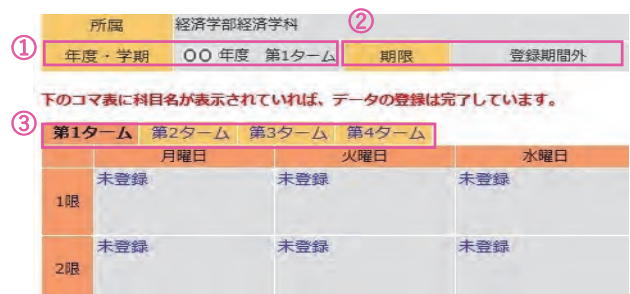 所属 経済学部経済学科 ②
① 年度・学期 〇〇 年度 第1ターム 期限 登録期間外
下のコマ表に科目名が表示されていれば、データの登録は完了しています。
③ 第1ターム 第2ターム 第3ターム 第4ターム
月曜日 火曜日 水曜日
1限 未登録 未登録 未登録
2限 未登録 未登録 未登録